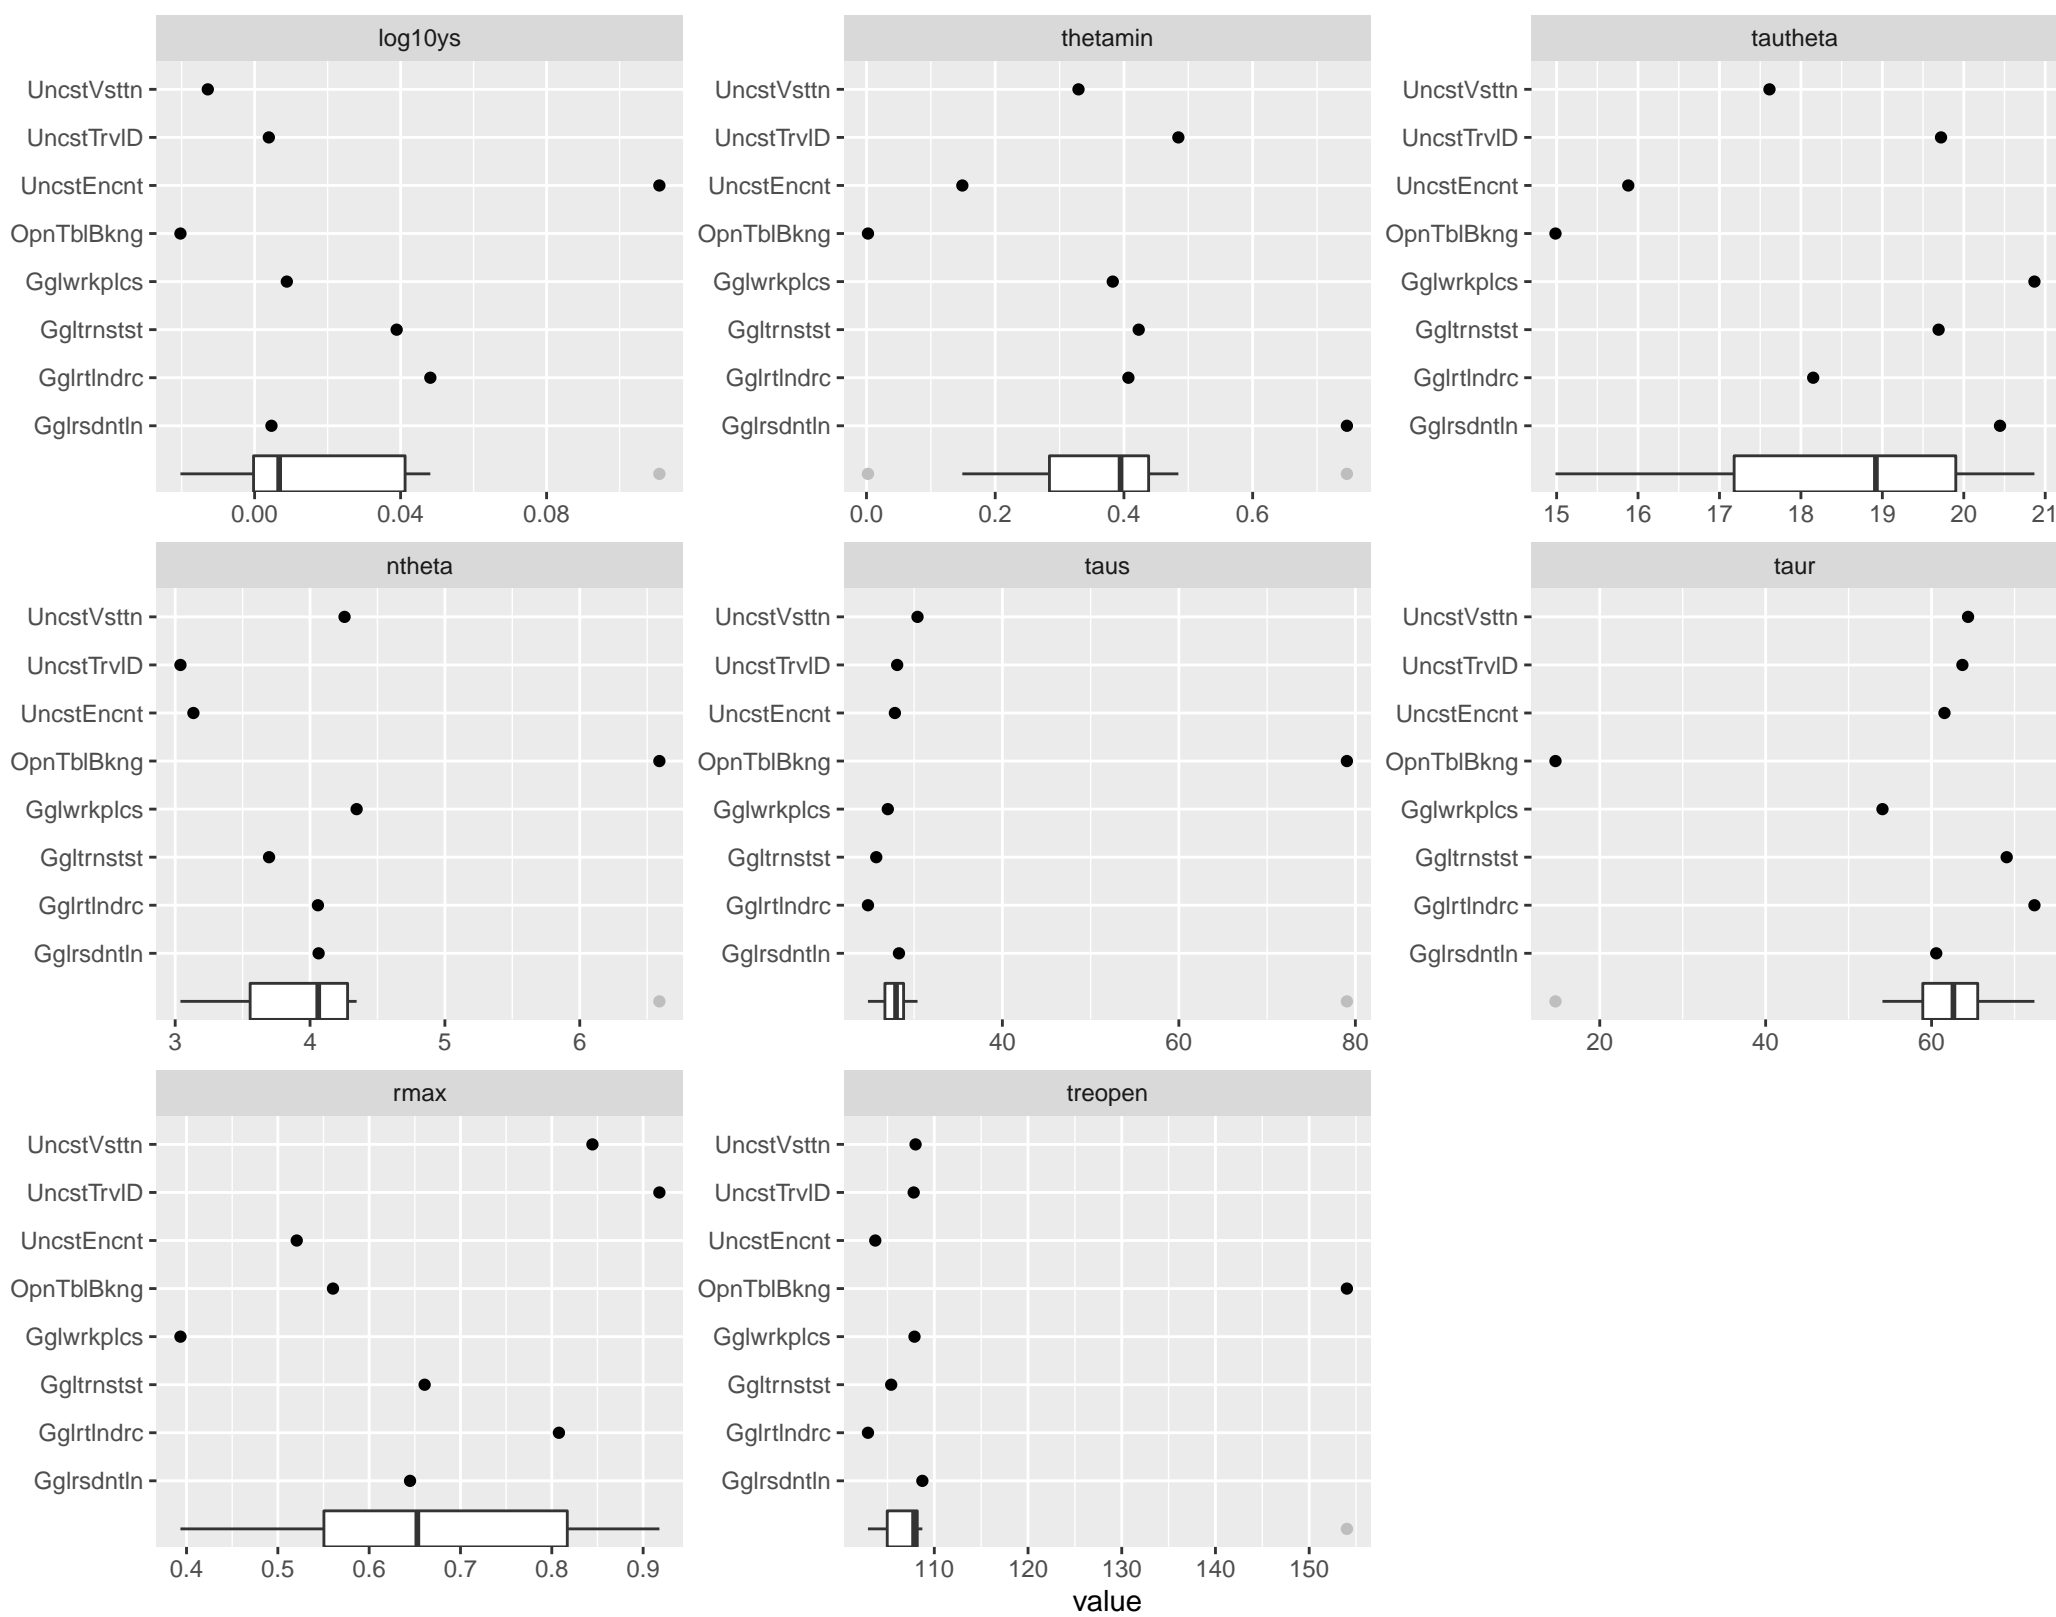 log10ys
thetamin
tautheta
UncstVsttn
UncstTrvlD
UncstEncnt
OpnTblBkng
Gglwrkplcs
Ggltrnstst
Gglrtlndrc
Gglrsdntln
0.00 0.04 0.08
UncstVsttn
UncstTrvlD
UncstEncnt
OpnTblBkng
Gglwrkplcs
Ggltrnstst
Gglrtlndrc
Gglrsdntln
0.0 0.2 0.4 0.6
UncstVsttn
UncstTrvlD
UncstEncnt
OpnTblBkng
Gglwrkplcs
Ggltrnstst
Gglrtlndrc
Gglrsdntln
15 16 17 18 19 20 21
ntheta
taus
taur
UncstVsttn
UncstTrvlD
UncstEncnt
OpnTblBkng
Gglwrkplcs
Ggltrnstst
Gglrtlndrc
Gglrsdntln
3 4 5 6
UncstVsttn
UncstTrvlD
UncstEncnt
OpnTblBkng
Gglwrkplcs
Ggltrnstst
Gglrtlndrc
Gglrsdntln
40 60 80
UncstVsttn
UncstTrvlD
UncstEncnt
OpnTblBkng
Gglwrkplcs
Ggltrnstst
Gglrtlndrc
Gglrsdntln
20 40 60
rmax
treopen
UncstVsttn
UncstTrvlD
UncstEncnt
OpnTblBkng
Gglwrkplcs
Ggltrnstst
Gglrtlndrc
Gglrsdntln
0.4 0.5 0.6 0.7 0.8 0.9
UncstVsttn
UncstTrvlD
UncstEncnt
OpnTblBkng
Gglwrkplcs
Ggltrnstst
Gglrtlndrc
Gglrsdntln
110 120 130 140 150
value